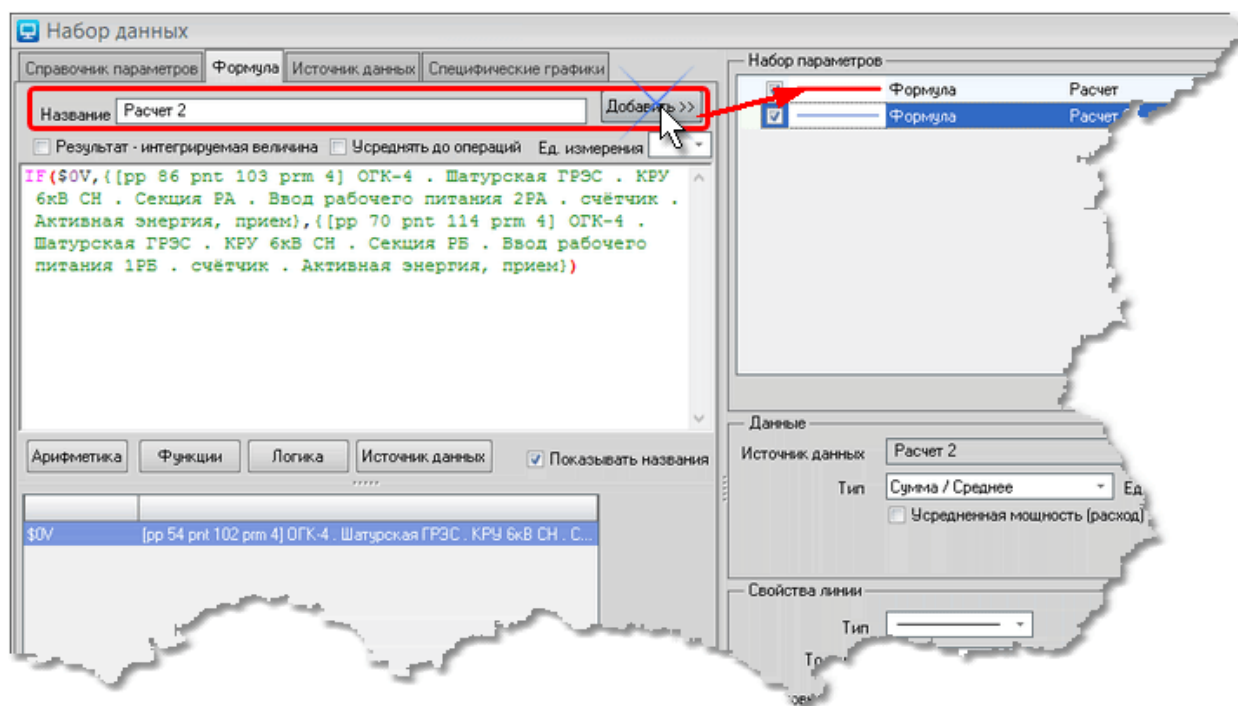 Набор данных
Справочник параметров Формула Источник данных Специфические графики
Название Расчет 2 Добавить >>
Результат - интегрируемая величина Усреднять до операций Ед. измерения
IF($0V,{[pp 86 pnt 103 prm 4] ОГК-4 . Шатурская ГРЭС . КРУ
6кВ СН . Секция РА . Ввод рабочего питания 2РА . счётчик .
Активная энергия, прием},{[pp 70 pnt 114 prm 4] ОГК-4 .
Шатурская ГРЭС . КРУ 6кВ СН . Секция РБ . Ввод рабочего
питания 1РБ . счётчик . Активная энергия, прием})
Арифметика Функции Логика Источник данных Показывать названия
$0V [pp 54 pnt 102 prm 4] ОГК-4 . Шатурская ГРЭС . КРУ 6кВ СН . С...
Набор параметров
Формула Расчет
Формула Расчет 2
Данные
Источник данных Расчет 2
Тип Сумма / Среднее Ед.
Усредненная мощность (расход)
Свойства линии
Тип